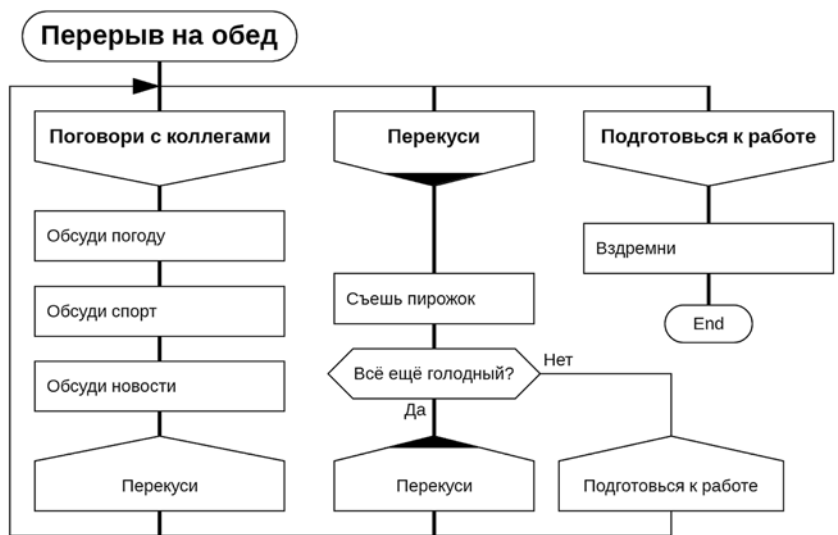 Перерыв на обед
Поговори с коллегами
Обсуди погоду
Обсуди спорт
Обсуди новости
Перекуси
Перекуси
Съешь пирожок
Всё ещё голодный?
Нет
Да
Перекуси
Подготовься к работе
Подготовься к работе
Вздремни
End